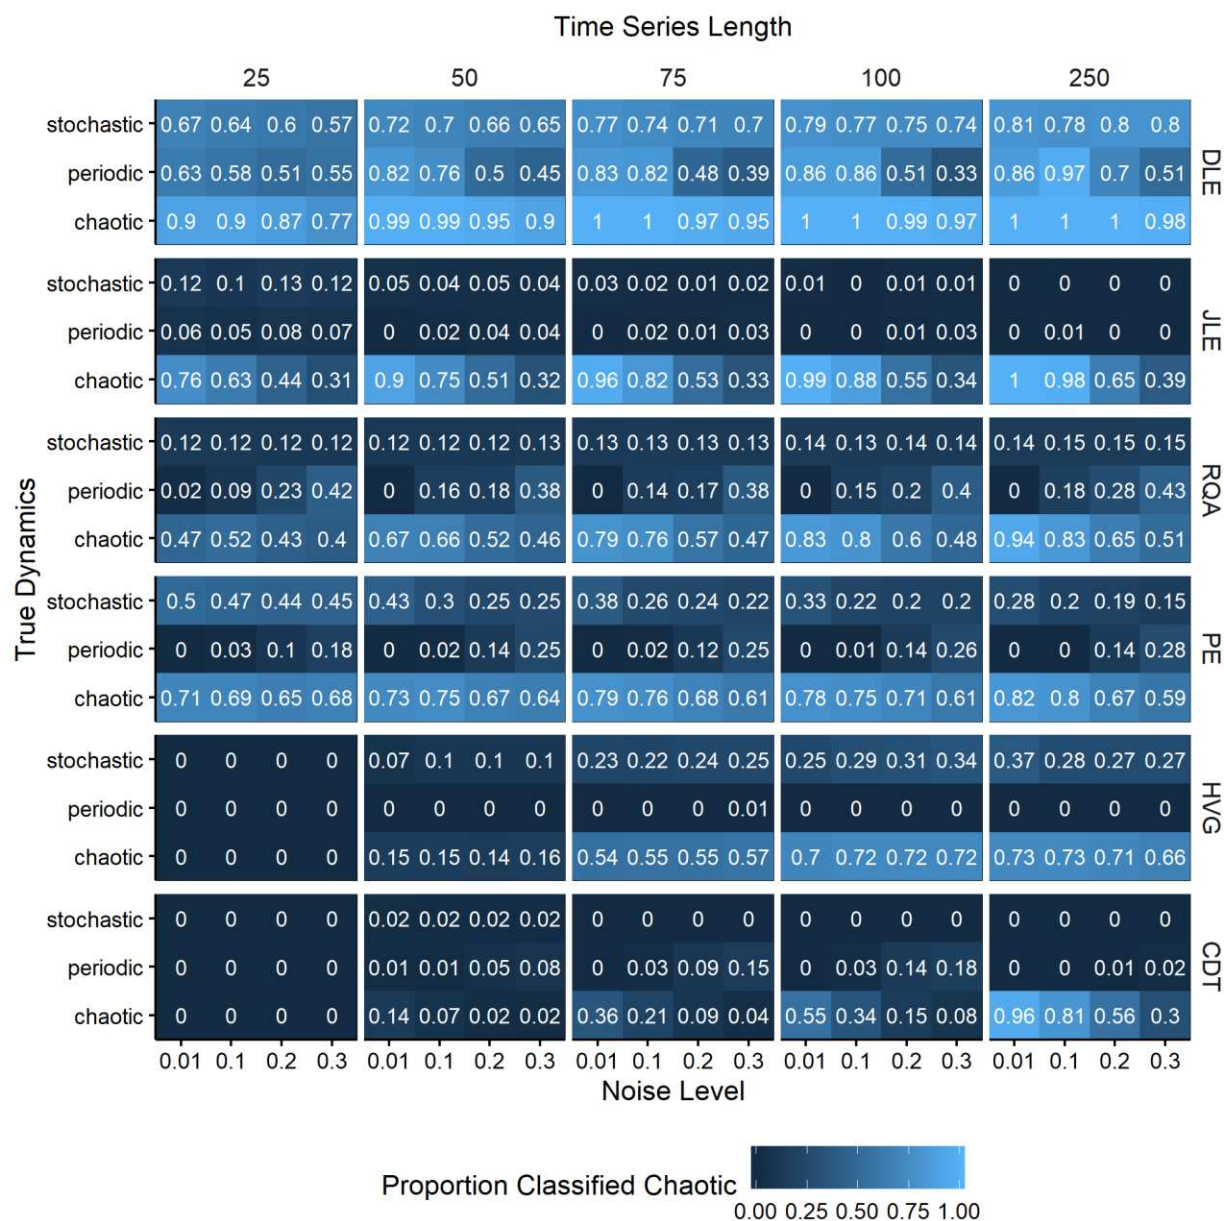 Time Series Length
25 50 75 100 250
stochastic 0.67 0.64 0.6 0.57 0.72 0.7 0.66 0.65 0.77 0.74 0.71 0.7 0.79 0.77 0.75 0.74 0.81 0.78 0.8 0.8
periodic 0.63 0.58 0.51 0.55 0.82 0.76 0.5 0.45 0.83 0.82 0.48 0.39 0.86 0.86 0.51 0.33 0.86 0.97 0.7 0.51
chaotic 0.9 0.9 0.87 0.77 0.99 0.99 0.95 0.9 1 1 0.97 0.95 1 1 0.99 0.97 1 1 1 0.98
DLE
stochastic 0.12 0.1 0.13 0.12 0.05 0.04 0.05 0.04 0.03 0.02 0.01 0.02 0.01 0 0.01 0.01 0 0 0 0
periodic 0.06 0.05 0.08 0.07 0 0.02 0.04 0.04 0 0.02 0.01 0.03 0 0 0.01 0.03 0 0.01 0 0
chaotic 0.76 0.63 0.44 0.31 0.9 0.75 0.51 0.32 0.96 0.82 0.53 0.33 0.99 0.88 0.55 0.34 1 0.98 0.65 0.39
JLE
stochastic 0.12 0.12 0.12 0.12 0.12 0.12 0.12 0.13 0.13 0.13 0.13 0.13 0.14 0.13 0.14 0.14 0.14 0.15 0.15 0.15
periodic 0.02 0.09 0.23 0.42 0 0.16 0.18 0.38 0 0.14 0.17 0.38 0 0.15 0.2 0.4 0 0.18 0.28 0.43
chaotic 0.47 0.52 0.43 0.4 0.67 0.66 0.52 0.46 0.79 0.76 0.57 0.47 0.83 0.8 0.6 0.48 0.94 0.83 0.65 0.51
RQA
True Dynamics
stochastic 0.5 0.47 0.44 0.45 0.43 0.3 0.25 0.25 0.38 0.26 0.24 0.22 0.33 0.22 0.2 0.2 0.28 0.2 0.19 0.15
periodic 0 0.03 0.1 0.18 0 0.02 0.14 0.25 0 0.02 0.12 0.25 0 0.01 0.14 0.26 0 0 0.14 0.28
chaotic 0.71 0.69 0.65 0.68 0.73 0.75 0.67 0.64 0.79 0.76 0.68 0.61 0.78 0.75 0.71 0.61 0.82 0.8 0.67 0.59
PE
stochastic 0 0 0 0 0.07 0.1 0.1 0.1 0.23 0.22 0.24 0.25 0.25 0.29 0.31 0.34 0.37 0.28 0.27 0.27
periodic 0 0 0 0 0 0 0 0 0 0 0 0.01 0 0 0 0 0 0 0 0
chaotic 0 0 0 0 0.15 0.15 0.14 0.16 0.54 0.55 0.55 0.57 0.7 0.72 0.72 0.72 0.73 0.73 0.71 0.66
HVG
stochastic 0 0 0 0 0.02 0.02 0.02 0.02 0 0 0 0 0 0 0 0 0 0 0 0
periodic 0 0 0 0 0.01 0.01 0.05 0.08 0 0.03 0.09 0.15 0 0.03 0.14 0.18 0 0 0.01 0.02
chaotic 0 0 0 0 0.14 0.07 0.02 0.02 0.36 0.21 0.09 0.04 0.55 0.34 0.15 0.08 0.96 0.81 0.56 0.3
CDT
0.01 0.1 0.2 0.3 0.01 0.1 0.2 0.3 0.01 0.1 0.2 0.3 0.01 0.1 0.2 0.3 0.01 0.1 0.2 0.3
Noise Level
Proportion Classified Chaotic
0.00 0.25 0.50 0.75 1.00